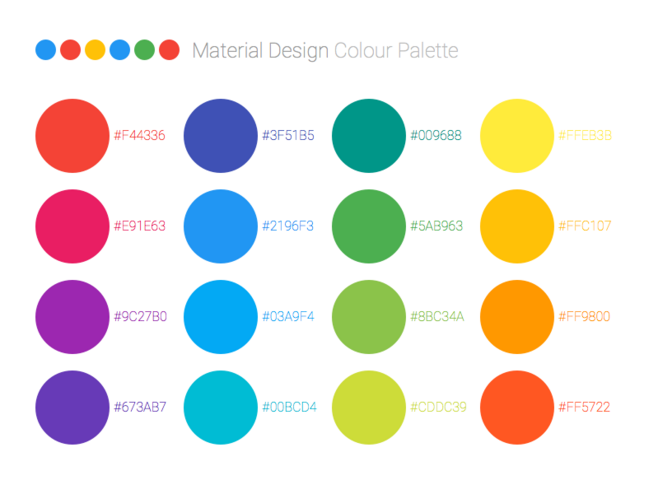 Material Design Colour Palette
#F44336 #3F51B5 #009688 #FFEB3B
#E91E63 #2196F3 #5AB963 #FFC107
#9C27B0 #03A9F4 #8BC34A #FF9800
#673AB7 #00BCD4 #CDDC39 #FF5722